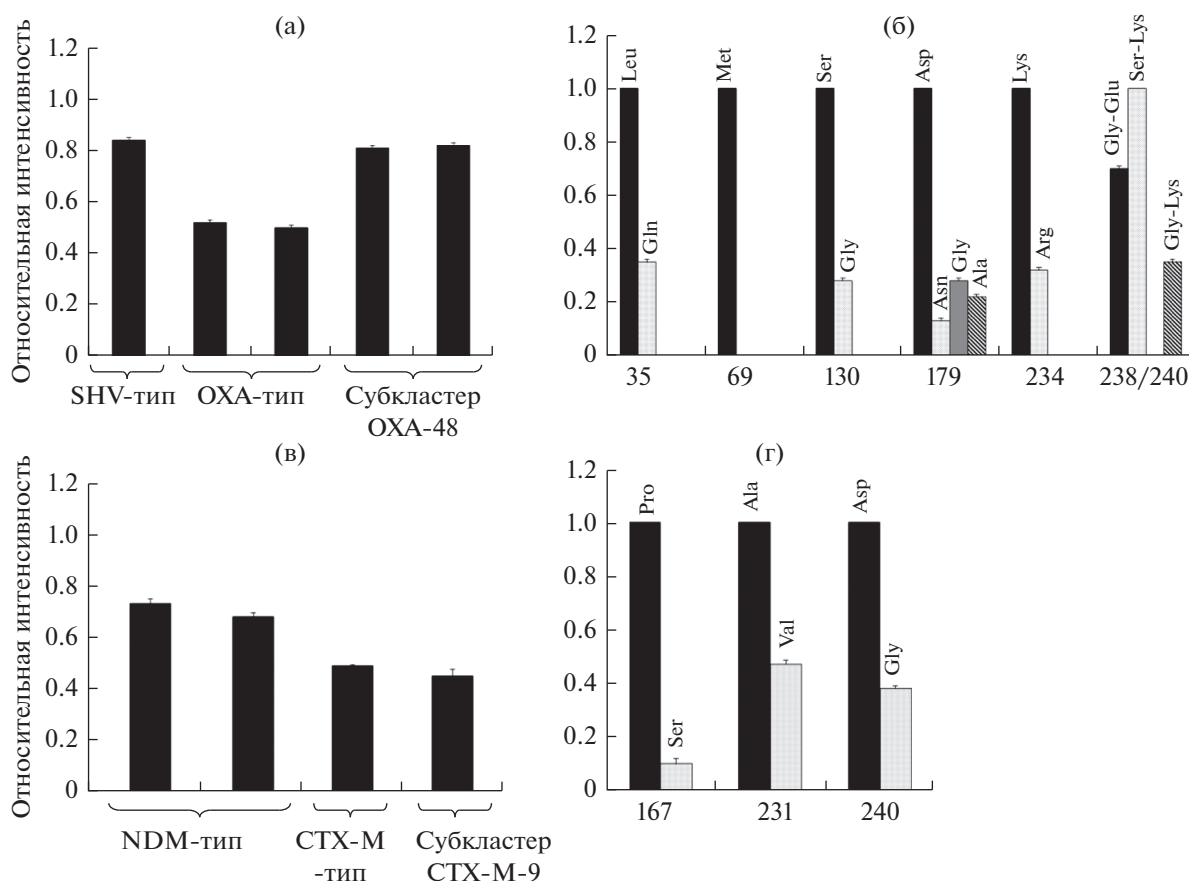 (а)
Относительная интенсивность
1.2
1.0
0.8
0.6
0.4
0.2
0
SHV-тип
OXA-тип
Субкластер
OXA-48
(б)
1.2
1.0
0.8
0.6
0.4
0.2
0
Leu
Gln
Met
Ser
Gly
Asp
Asn
Gly
Ala
Lys
Arg
Gly-Glu
Ser-Lys
Gly-Lys
35
69
130
179
234
238/240
(в)
Относительная интенсивность
1.2
1.0
0.8
0.6
0.4
0.2
0
NDM-тип
CTX-M
-тип
Субкластер
CTX-M-9
(г)
1.2
1.0
0.8
0.6
0.4
0.2
0
Pro
Ser
Ala
Val
Asp
Gly
167
231
240